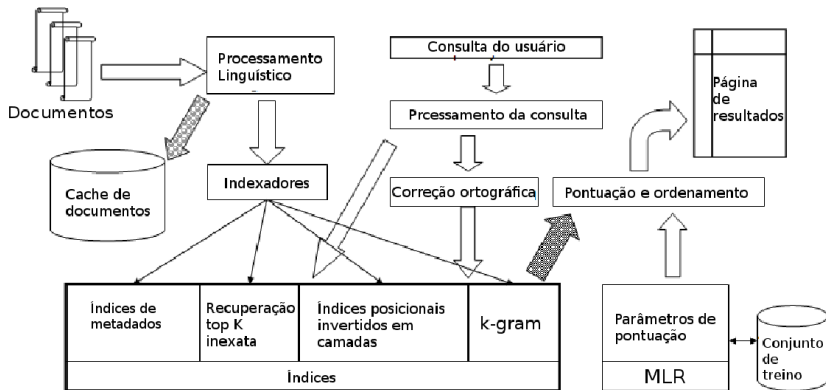 Documentos
Processamento
Linguístico
Consulta do usuário
Página
de
resultados
Prcessamento da consulta
Cache de
documentos
Indexadores
Correção ortográfica
Pontuação e ordenamento
Índices de
metadados
Recuperação
top K
inexata
Índices posicionais
invertidos em
camadas
k-gram
Índices
Parâmetros de
pontuação
MLR
Conjunto
de
treino